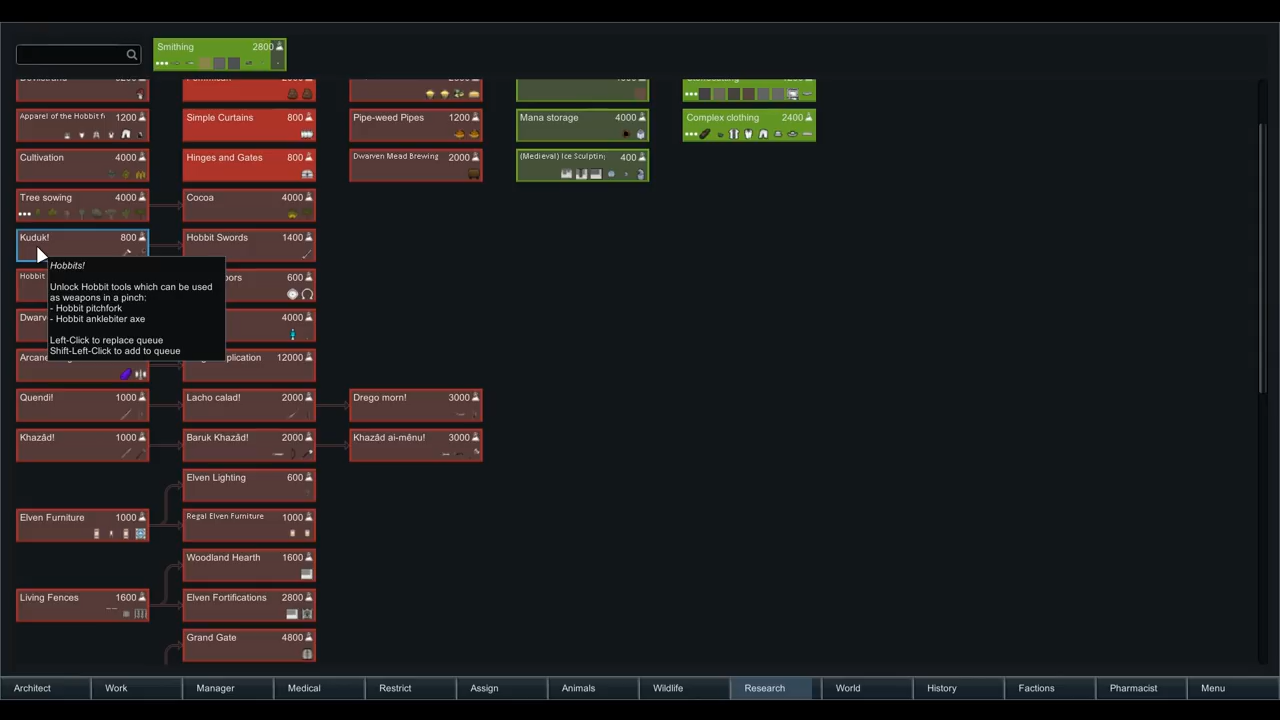 Smithing 2800
Simple Curtains 800
Pipe-weed Pipes 1200
Mana storage 4000
Complex clothing 2400
Apparel of the Hobbit f 1200
Cultivation 4000
Hinges and Gates 800
Dwarven Mead Brewing 2000
(Medieval) Ice Sculptin 400
Tree sowing 4000
Cocoa 4000
Kuduk! 800
Hobbit Swords 1400
Hobbit
oors 600
Dwarv
4000
Arcane
plication 12000
Hobbits!
Unlock Hobbit tools which can be used
as weapons in a pinch:
- Hobbit pitchfork
- Hobbit anklebiter axe
Left-Click to replace queue
Shift-Left-Click to add to queue
Quendi! 1000
Lacho calad! 2000
Drego morn! 3000
Khazâd! 1000
Baruk Khazâd! 2000
Khazâd ai-mênu! 3000
Elven Lighting 600
Elven Furniture 1000
Regal Elven Furniture 1000
Woodland Hearth 1600
Living Fences 1600
Elven Fortifications 2800
Grand Gate 4800
Architect
Work
Manager
Medical
Restrict
Assign
Animals
Wildlife
Research
World
History
Factions
Pharmacist
Menu